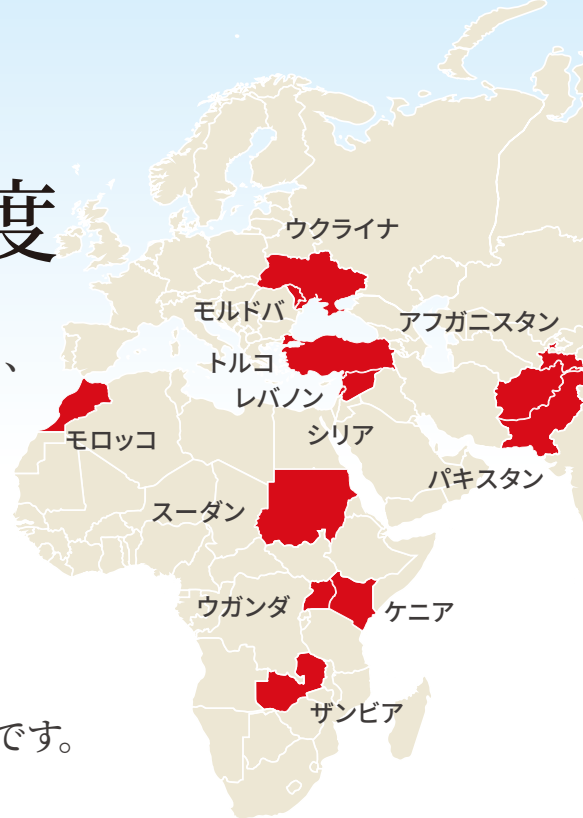 度
ウクライナ
モルドバ
アフガニスタン
トルコ
、
レバノン
シリア
モロッコ
パキスタン
スーダン
ウガンダ
ケニア
ザンビア
です。